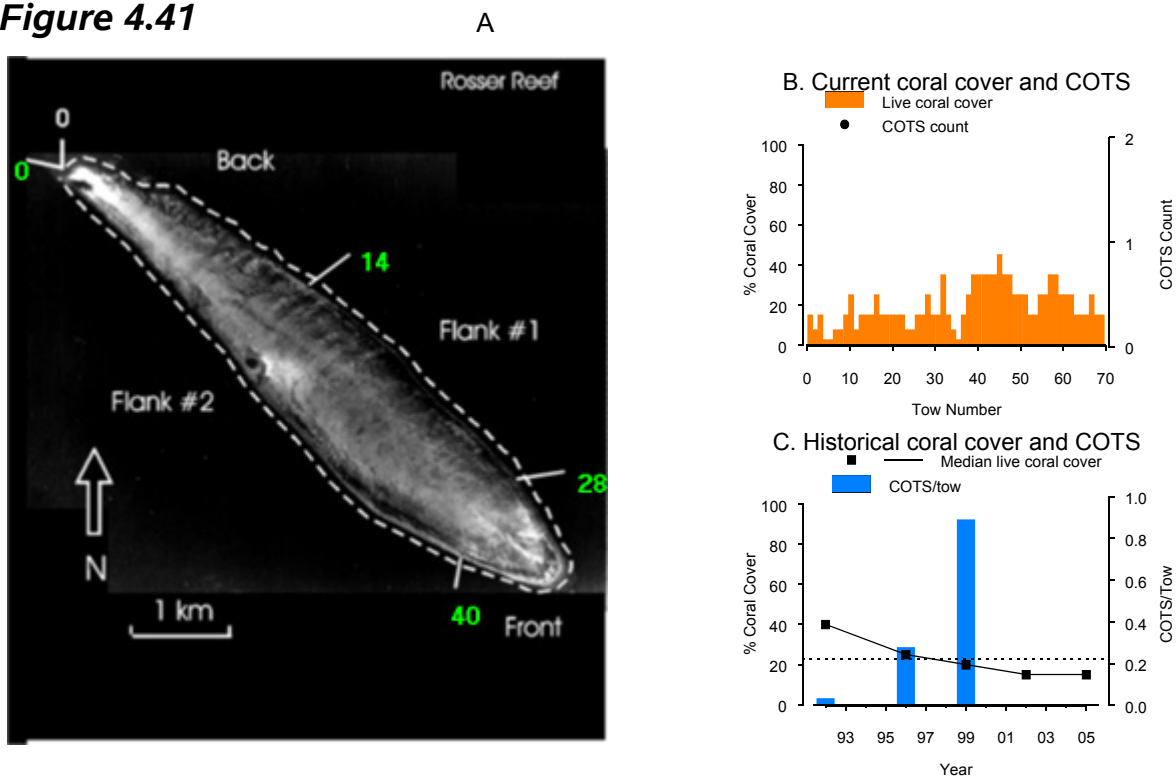 Figure 4.41
A
Rosser Reef
0
0
Back
14
Flank #1
Flank #2
28
N
1 km
40
Front
B. Current coral cover and COTS
Live coral cover
COTS count
100
80
60
40
20
0
% Coral Cover
2
1
0
COTS Count
0 10 20 30 40 50 60 70
Tow Number
C. Historical coral cover and COTS
Median live coral cover
COTS/tow
100
80
60
40
20
0
% Coral Cover
1.0
0.8
0.6
0.4
0.2
0.0
COTS/Tow
93 95 97 99 01 03 05
Year